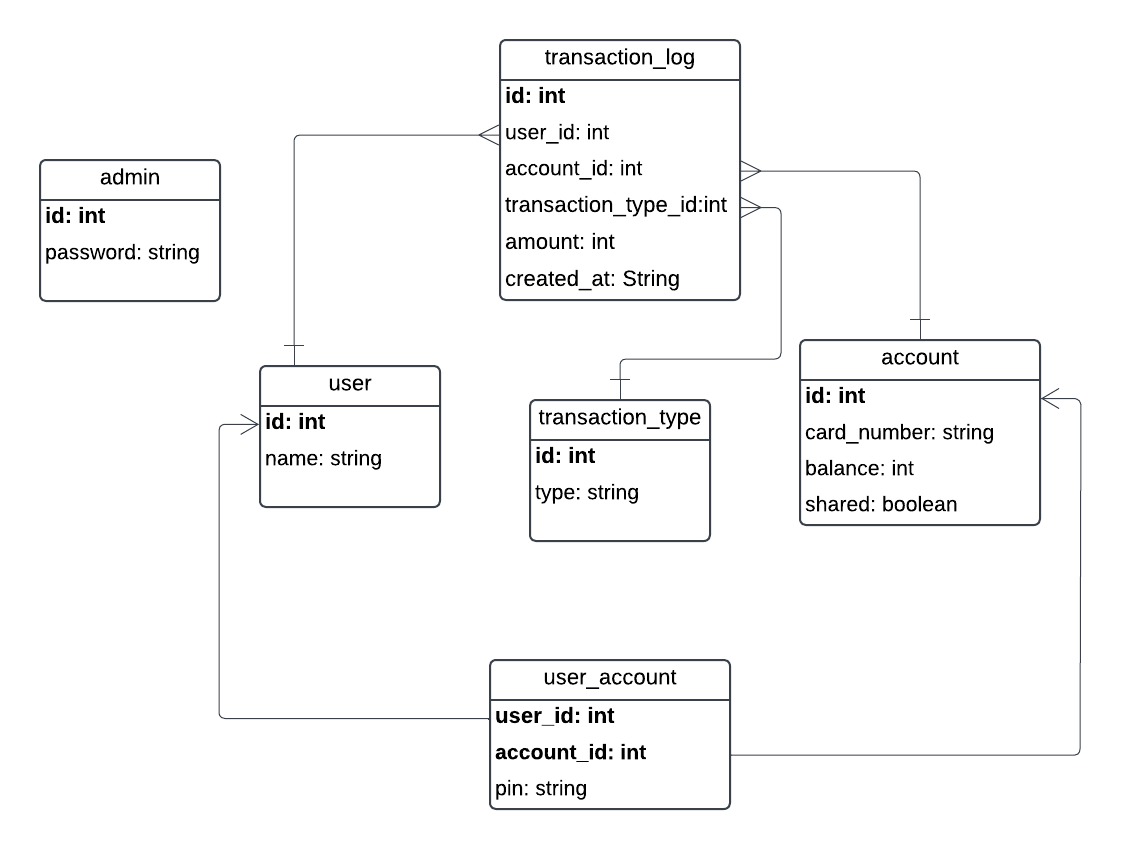 transaction_log
id: int
user_id: int
account_id: int
transaction_type_id:int
amount: int
created_at: String
admin
id: int
password: string
user
id: int
name: string
transaction_type
id: int
type: string
account
id: int
card_number: string
balance: int
shared: boolean
user_account
user_id: int
account_id: int
pin: string